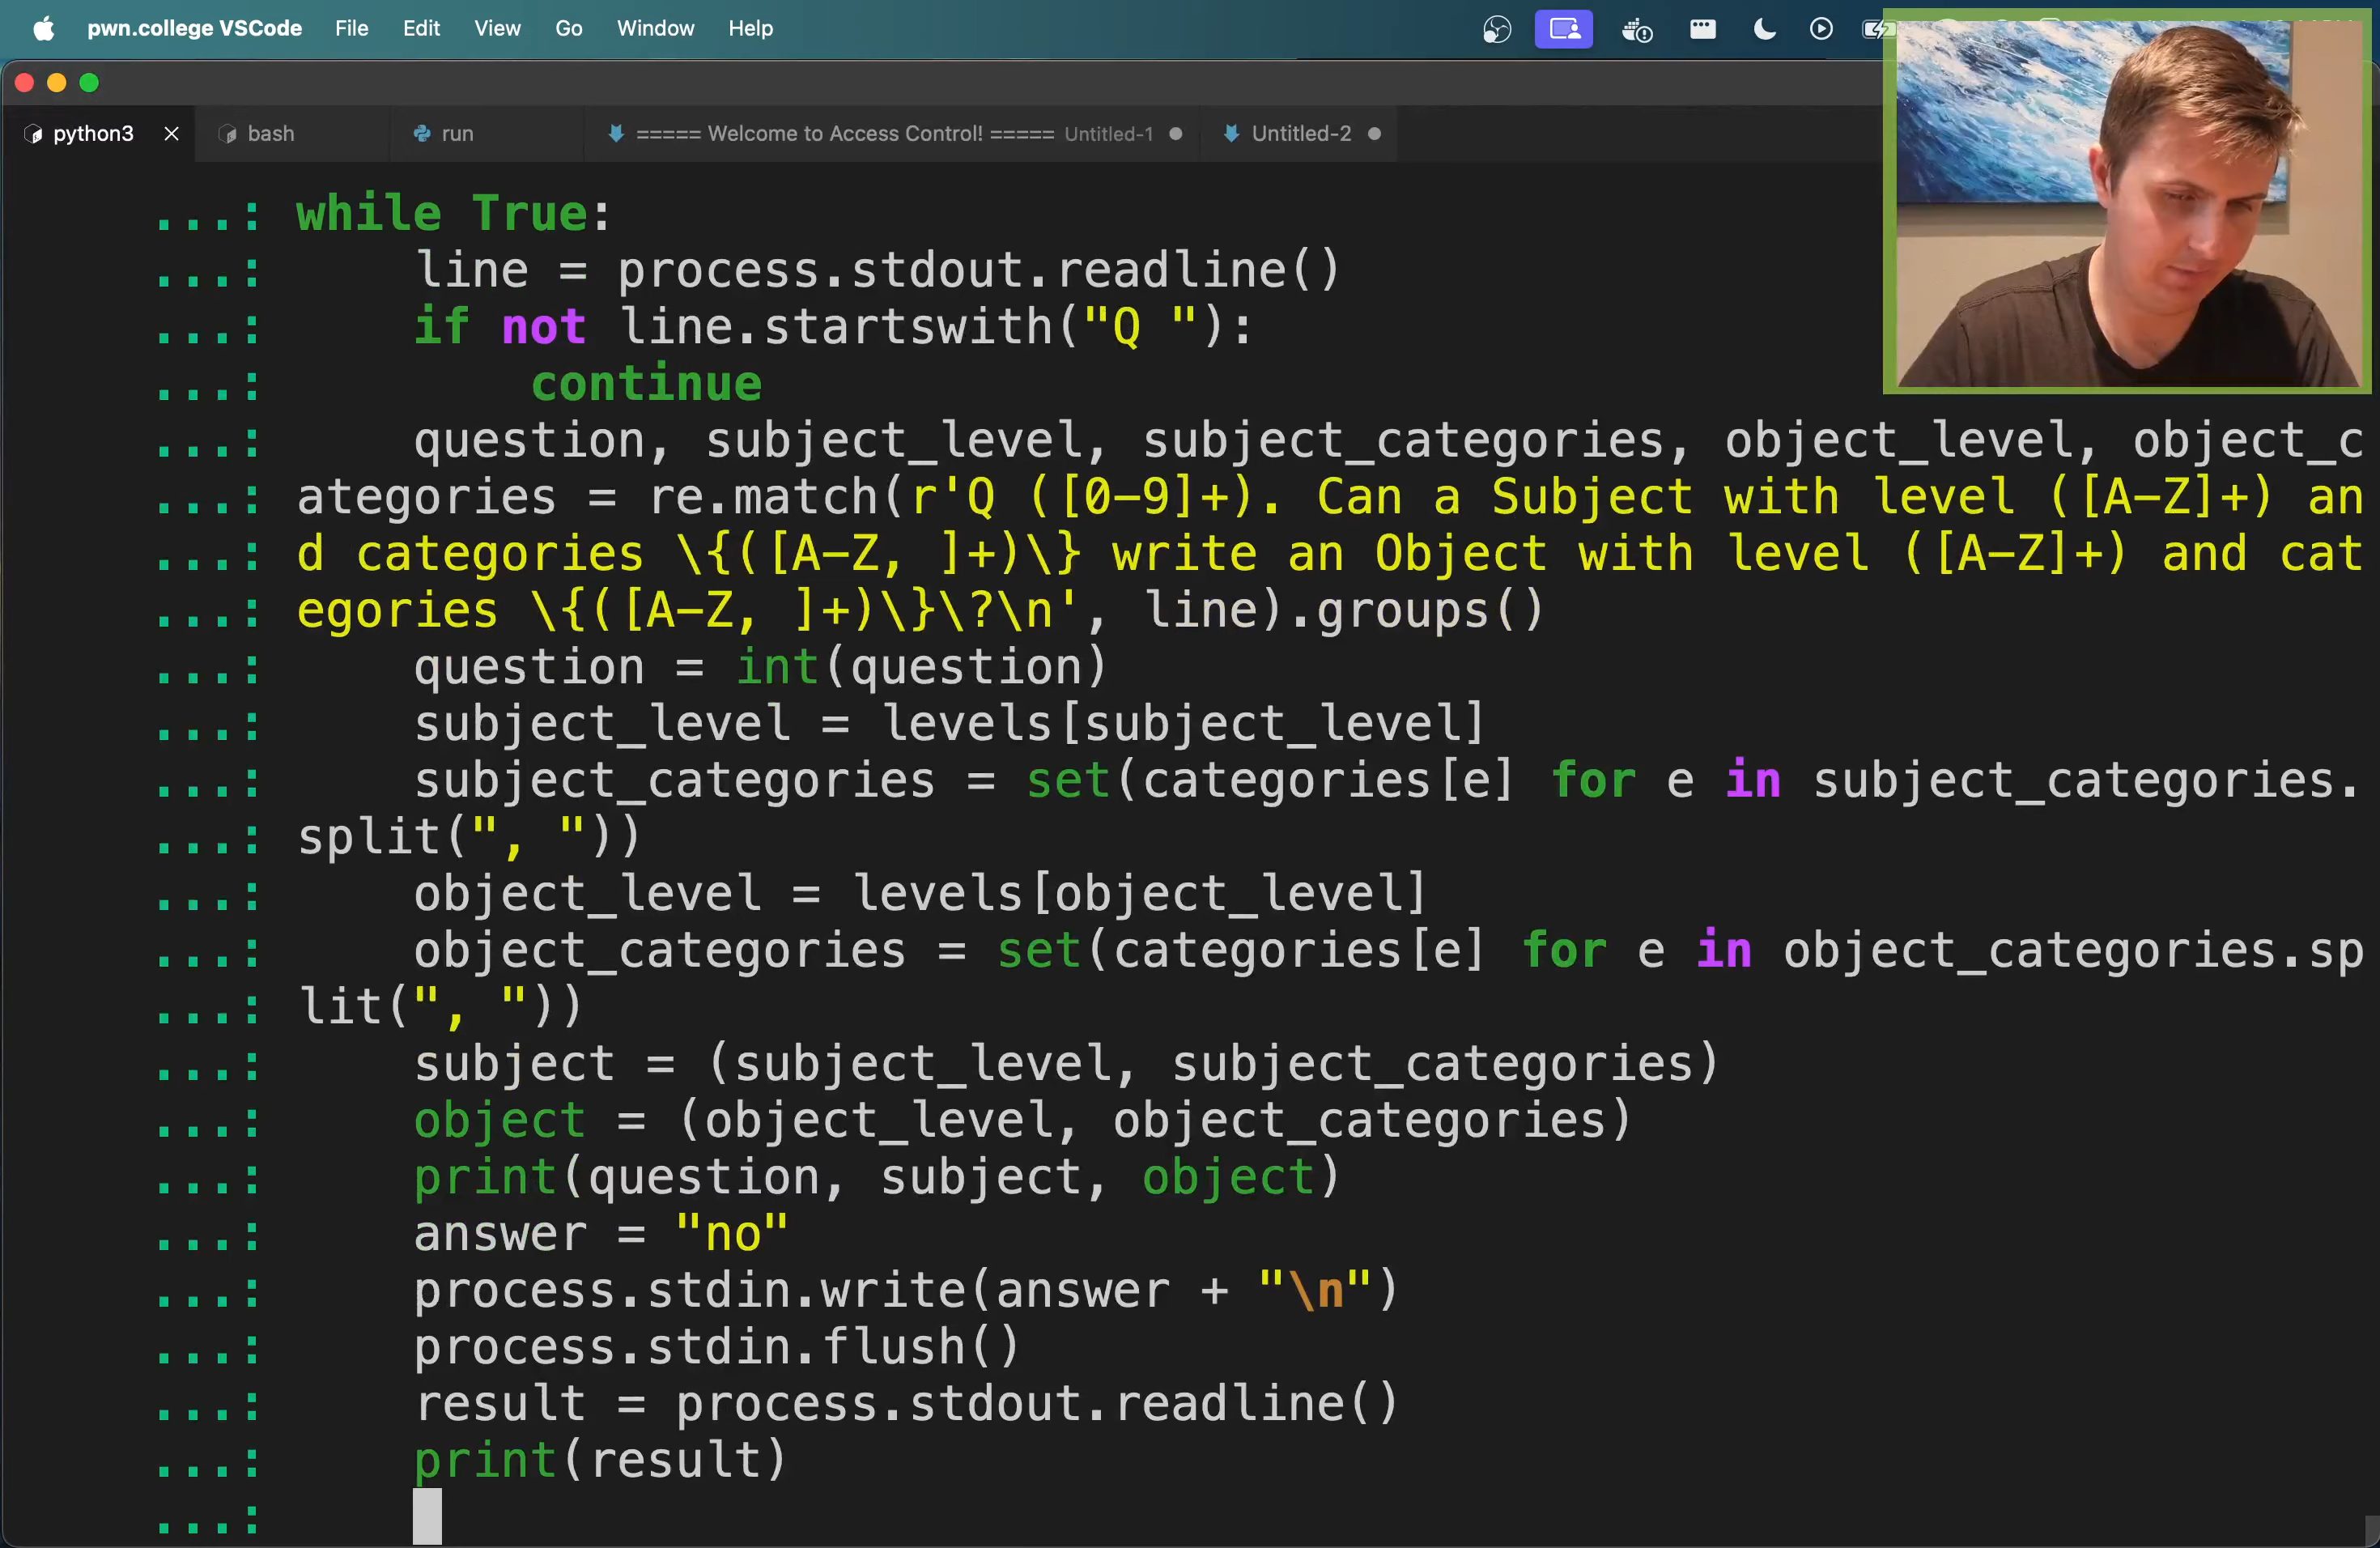 pwn.college VSCode File Edit View Go Window Help
python3 bash run ===== Welcome to Access Control! ===== Untitled-1 Untitled-2
...: while True:
...:     line = process.stdout.readline()
...:     if not line.startswith("Q "):
...:         continue
...:     question, subject_level, subject_categories, object_level, object_c
...: ategories = re.match(r'Q ([0-9]+). Can a Subject with level ([A-Z]+) an
...: d categories \{([A-Z, ]+)\} write an Object with level ([A-Z]+) and cat
...: egories \{([A-Z, ]+)\}\?\n', line).groups()
...:     question = int(question)
...:     subject_level = levels[subject_level]
...:     subject_categories = set(categories[e] for e in subject_categories.
...: split(", "))
...:     object_level = levels[object_level]
...:     object_categories = set(categories[e] for e in object_categories.sp
...: lit(", "))
...:     subject = (subject_level, subject_categories)
...:     object = (object_level, object_categories)
...:     print(question, subject, object)
...:     answer = "no"
...:     process.stdin.write(answer + "\n")
...:     process.stdin.flush()
...:     result = process.stdout.readline()
...:     print(result)
...: